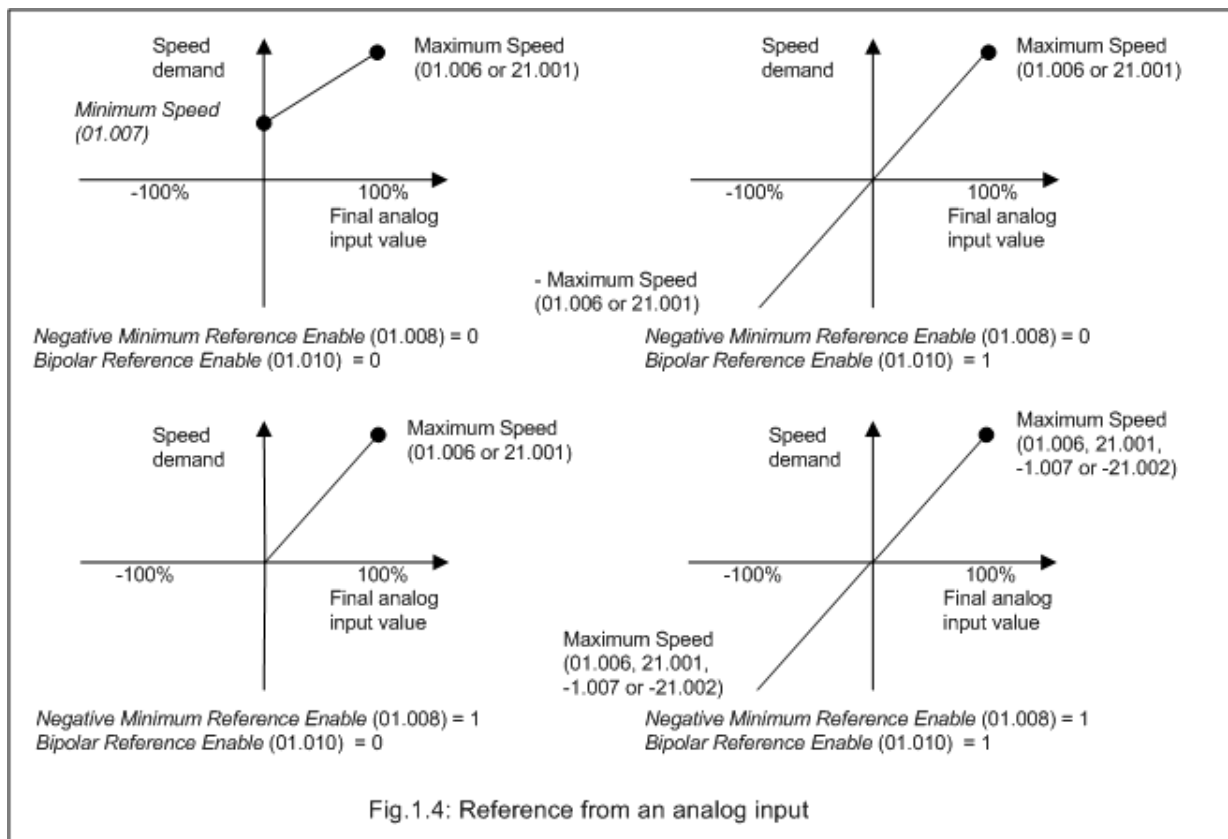 Speed
demand
Maximum Speed
(01.006 or 21.001)
Minimum Speed
(01.007)
-100%
100%
Final analog
input value
Negative Minimum Reference Enable (01.008) = 0
Bipolar Reference Enable (01.010) = 0
Speed
demand
Maximum Speed
(01.006 or 21.001)
-100%
100%
Final analog
input value
- Maximum Speed
(01.006 or 21.001)
Negative Minimum Reference Enable (01.008) = 0
Bipolar Reference Enable (01.010) = 1
Speed
demand
Maximum Speed
(01.006 or 21.001)
-100%
100%
Final analog
input value
Negative Minimum Reference Enable (01.008) = 1
Bipolar Reference Enable (01.010) = 0
Speed
demand
Maximum Speed
(01.006, 21.001,
-1.007 or -21.002)
-100%
100%
Final analog
input value
Maximum Speed
(01.006, 21.001,
-1.007 or -21.002)
Negative Minimum Reference Enable (01.008) = 1
Bipolar Reference Enable (01.010) = 1
Fig.1.4: Reference from an analog input